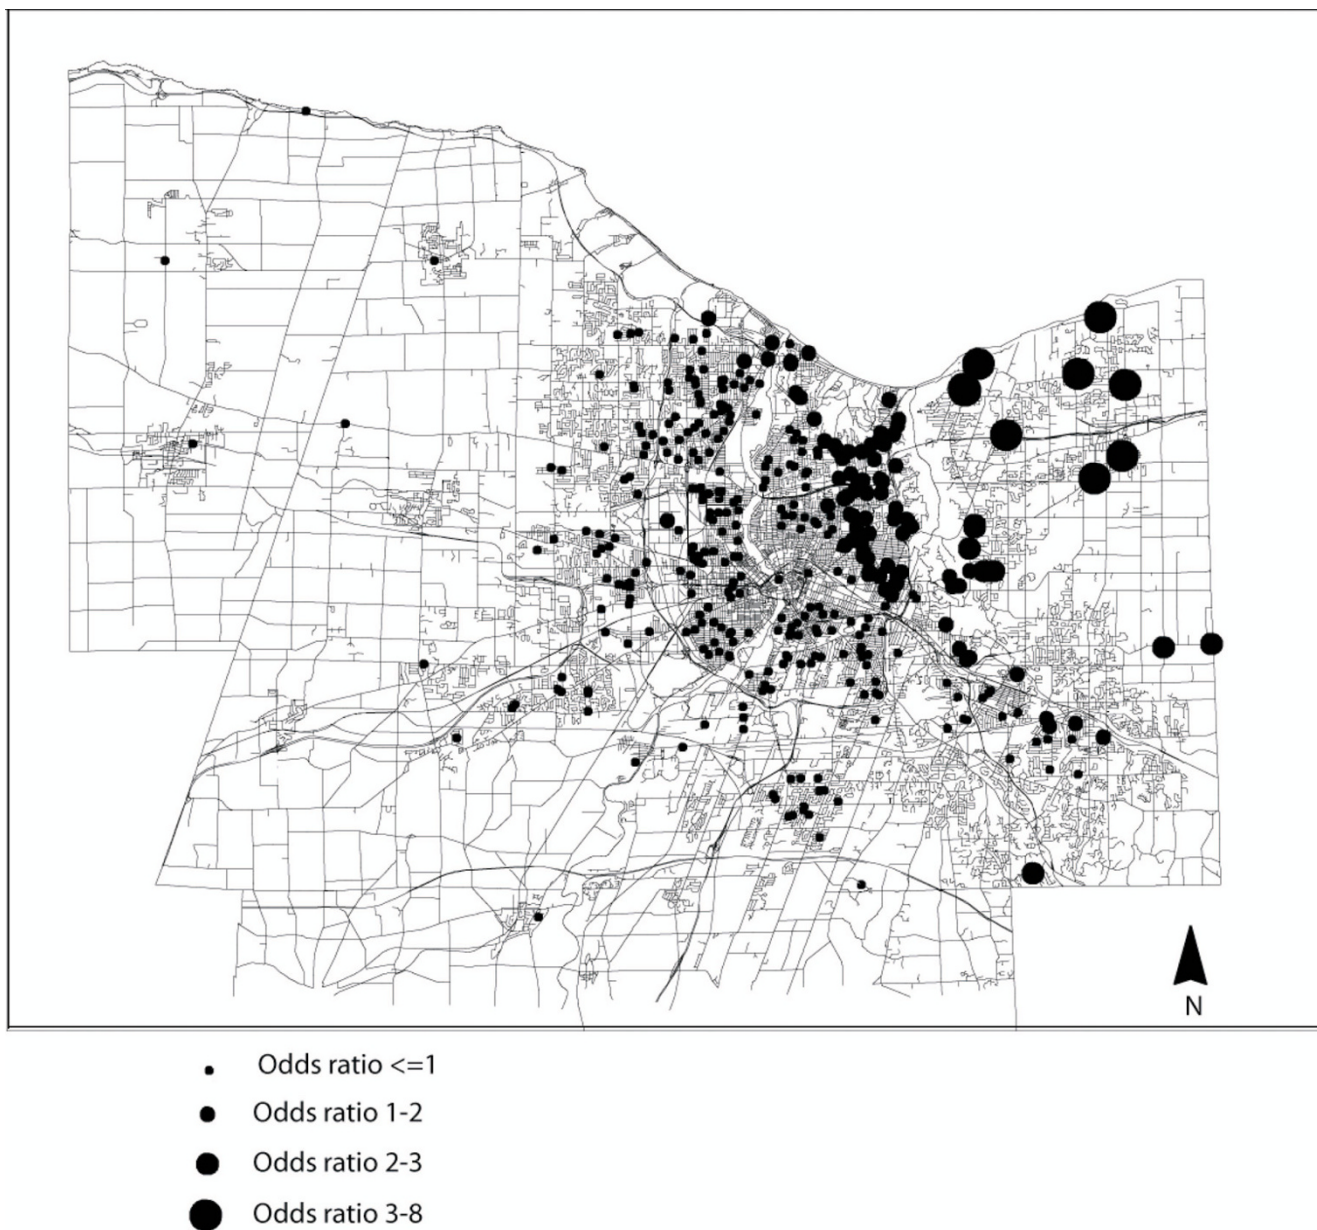 N
Odds ratio <=1
Odds ratio 1-2
Odds ratio 2-3
Odds ratio 3-8